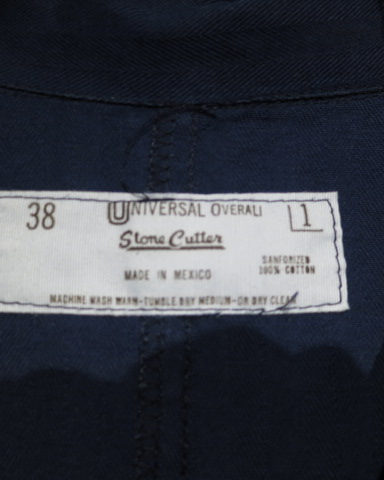 38 UNIVERSAL OVERALL 1
Stone Cutter
SANFORIZED
MADE IN MEXICO 100% COTTON
MACHINE WASH WARM-TUMBLE DRY MEDIUM-OR DRY CLEAN